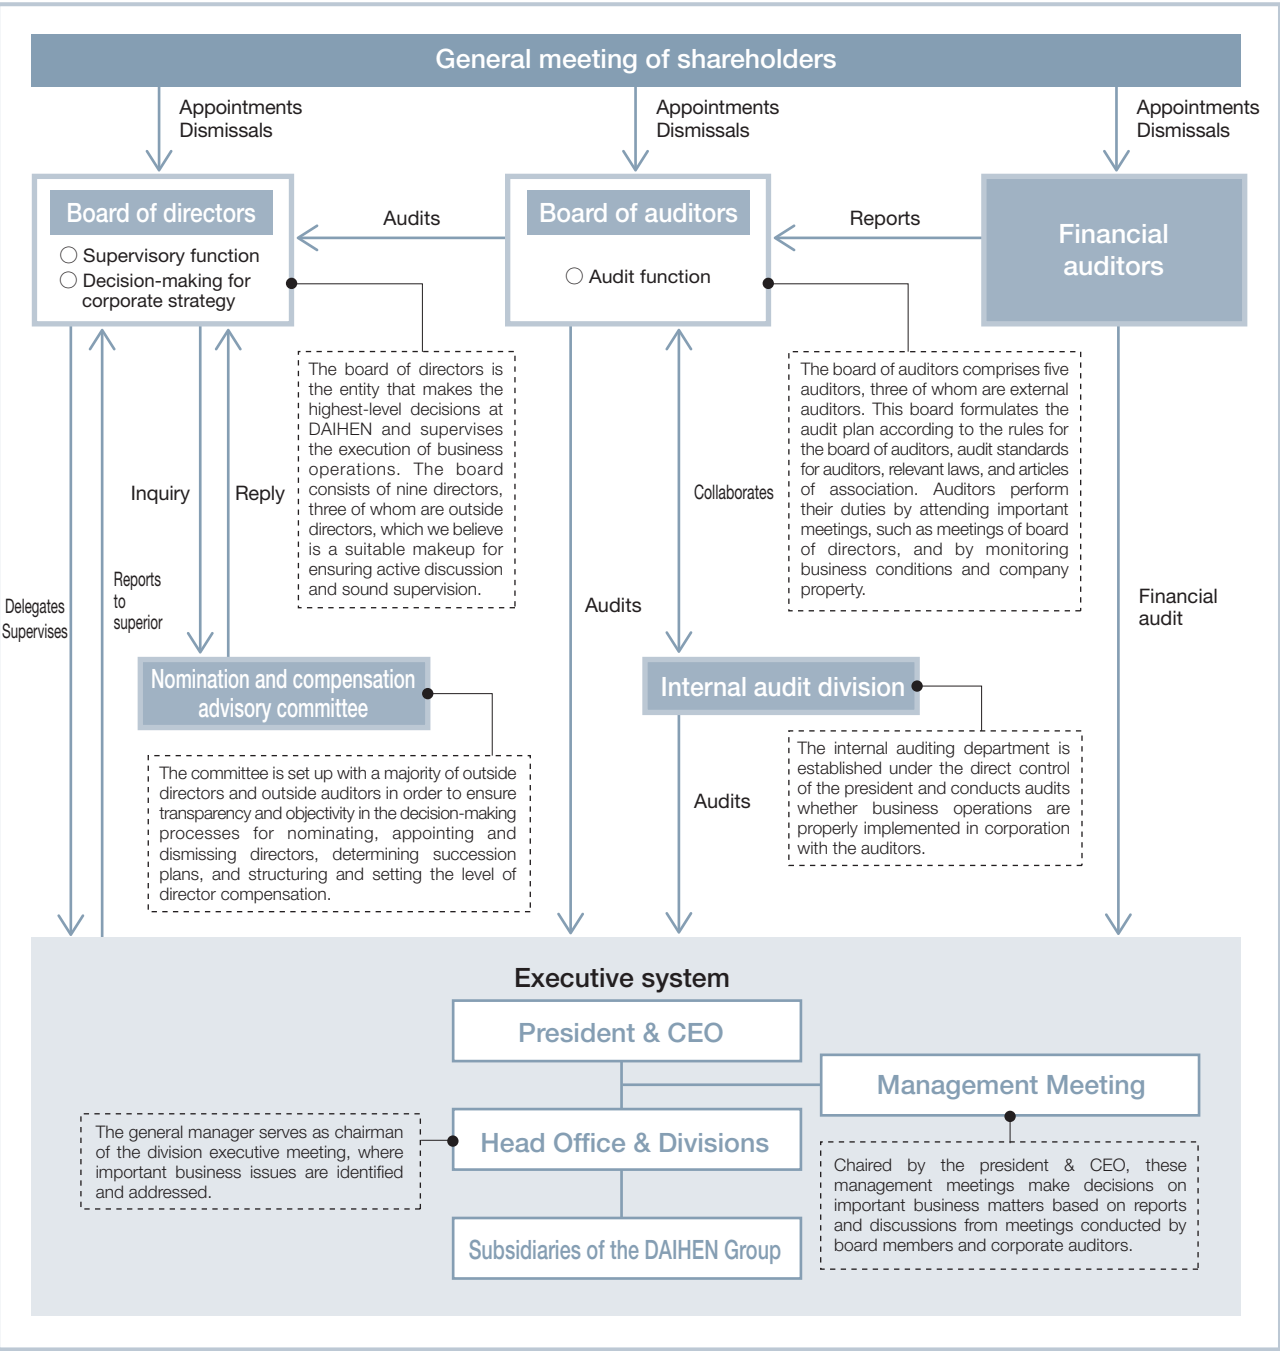 General meeting of shareholders
Appointments
Dismissals
Appointments
Dismissals
Appointments
Dismissals
Board of directors
○ Supervisory function
○ Decision-making for
corporate strategy
Audits
Board of auditors
○ Audit function
Reports
Financial
auditors
The board of directors is
the entity that makes the
highest-level decisions at
DAIHEN and supervises
the execution of business
operations. The board
consists of nine directors,
three of whom are outside
directors, which we believe
is a suitable makeup for
ensuring active discussion
and sound supervision.
The board of auditors comprises five
auditors, three of whom are external
auditors. This board formulates the
audit plan according to the rules for
the board of auditors, audit standards
for auditors, relevant laws, and articles
of association. Auditors perform
their duties by attending important
meetings, such as meetings of board
of directors, and by monitoring
business conditions and company
property.
Inquiry
Reply
Collaborates
Delegates
Supervises
Reports
to
superior
Audits
Financial
audit
Nomination and compensation
advisory committee
Internal audit division
The committee is set up with a majority of outside
directors and outside auditors in order to ensure
transparency and objectivity in the decision-making
processes for nominating, appointing and
dismissing directors, determining succession
plans, and structuring and setting the level of
director compensation.
Audits
The internal auditing department is
established under the direct control
of the president and conducts audits
whether business operations are
properly implemented in corporation
with the auditors.
Executive system
President & CEO
Management Meeting
The general manager serves as chairman
of the division executive meeting, where
important business issues are identified
and addressed.
Head Office & Divisions
Chaired by the president & CEO, these
management meetings make decisions on
important business matters based on reports
and discussions from meetings conducted by
board members and corporate auditors.
Subsidiaries of the DAIHEN Group